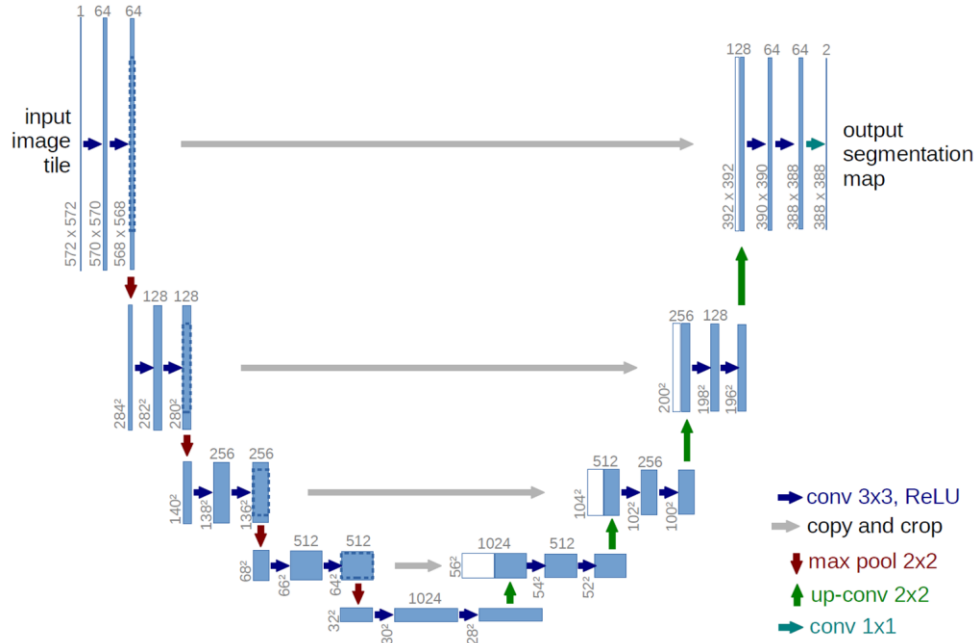 1 64 64
128 64 64 2
input
image
tile
output
segmentation
map
572 x 572
570 x 570
568 x 568
392 x 392
390 x 390
388 x 388
388 x 388
128 128
256 128
284²
282²
280²
200²
198²
196²
256 256
512 256
140²
138²
136²
104²
102²
100²
512 512
1024 512
68²
66²
64²
56²
54²
52²
1024
32²
30²
28²
conv 3x3, ReLU
copy and crop
max pool 2x2
up-conv 2x2
conv 1x1